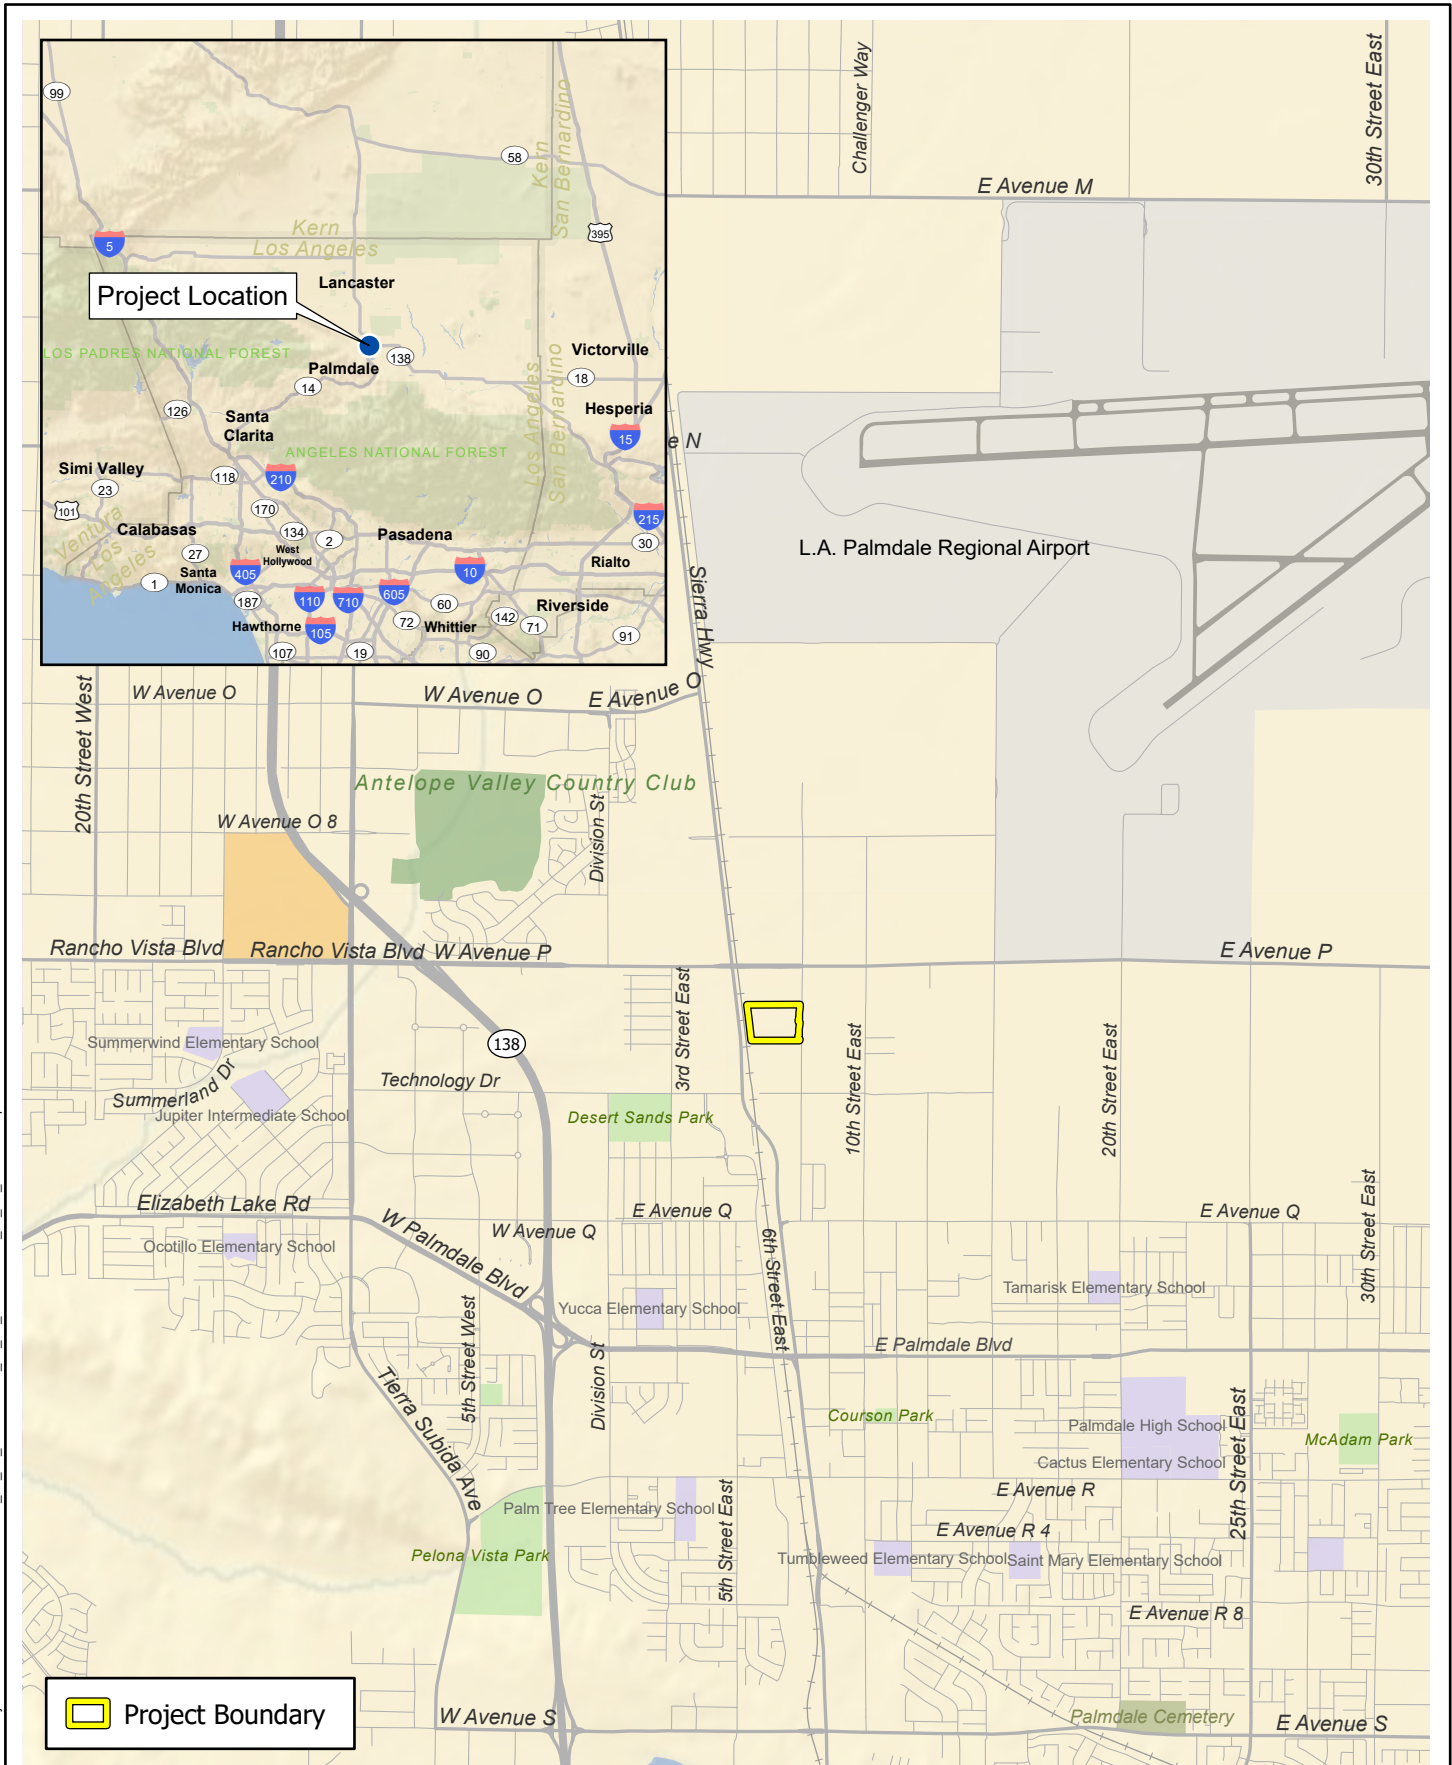 Challenger Way
30th Street East
E Avenue M
99
58
Kern
San Bernardino
395
Kern
Los Angeles
5
Lancaster
Project Location
LOS PADRES NATIONAL FOREST
138
Palmdale
14
Victorville
18
Los Angeles
San Bernardino
126
Santa
Clarita
Hesperia
15
ANGELES NATIONAL FOREST
Simi Valley
23
118
210
101
170
215
Calabasas
134
2
Pasadena
30
Ventura
Los Angeles
27
West
Hollywood
Rialto
1
Santa
Monica
405
10
187
110
710
605
60
Riverside
Hawthorne
105
72
Whittier
142
71
91
107
19
90
e N
L.A. Palmdale Regional Airport
Sierra Hwy
20th Street West
W Avenue O
W Avenue O
E Avenue O
Antelope Valley Country Club
W Avenue O 8
Division St
Rancho Vista Blvd
Rancho Vista Blvd
W Avenue P
E Avenue P
3rd Street East
Summerwind Elementary School
138
10th Street East
20th Street East
Summerland Dr
Technology Dr
Jupiter Intermediate School
Desert Sands Park
Elizabeth Lake Rd
W Palmdale Blvd
W Avenue Q
E Avenue Q
E Avenue Q
30th Street East
Ocotillo Elementary School
6th Street East
Tamarisk Elementary School
Yucca Elementary School
5th Street West
Division St
E Palmdale Blvd
Tierra Subida Ave
Courson Park
25th Street East
Palmdale High School
McAdam Park
Cactus Elementary School
E Avenue R
Palm Tree Elementary School
5th Street East
E Avenue R 4
Pelona Vista Park
Tumbleweed Elementary School
Saint Mary Elementary School
E Avenue R 8
Project Boundary
W Avenue S
Palmdale Cemetery
E Avenue S